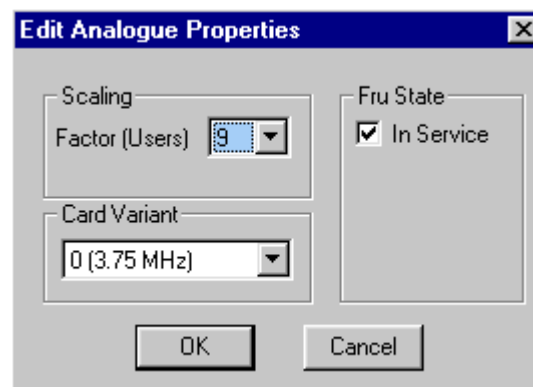 Edit Analogue Properties
Scaling
Factor (Users) 9
Fru State
In Service
Card Variant
0 (3.75 MHz)
OK
Cancel